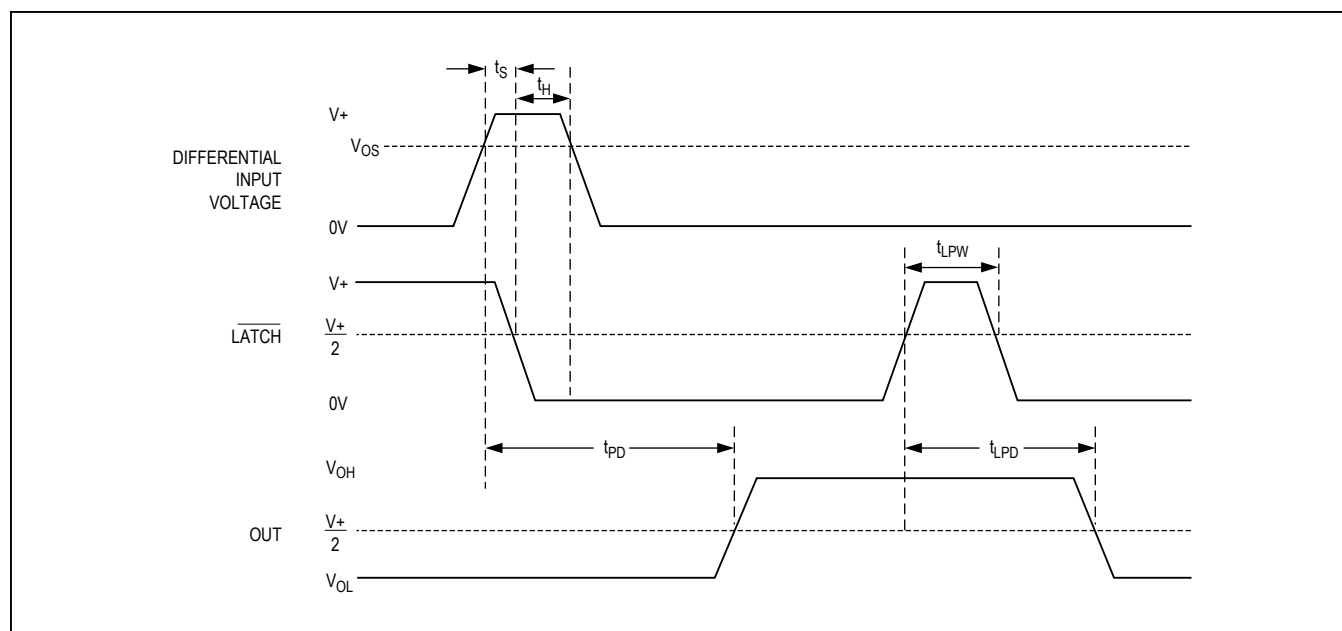 tS
tH
V+
VOS
DIFFERENTIAL
INPUT
VOLTAGE
0V
tLPW
V+
LATCH
V+
2
0V
tPD
tLPD
VOH
OUT
V+
2
VOL